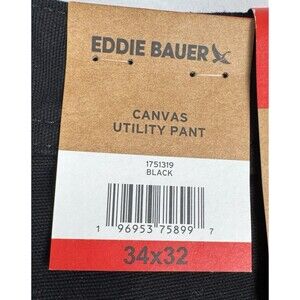 EDDIE BAUER
CANVAS
UTILITY PANT
1751319
BLACK
1 96953 75899 7
34x32